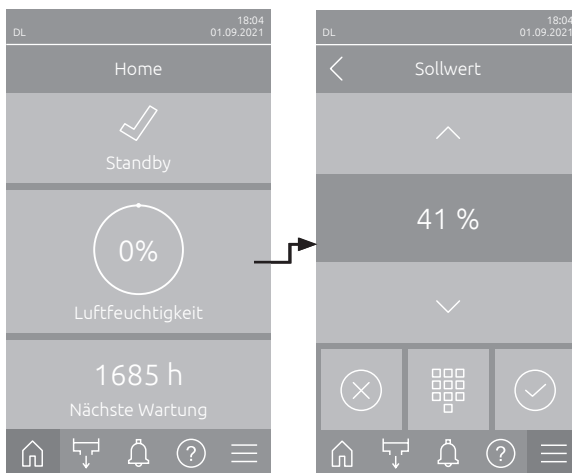 18:04
DL 01.09.2021
Home
Standby
0%
Luftfeuchtigkeit
1685 h
Nächste Wartung
?
18:04
DL 01.09.2021
Sollwert
41 %
?